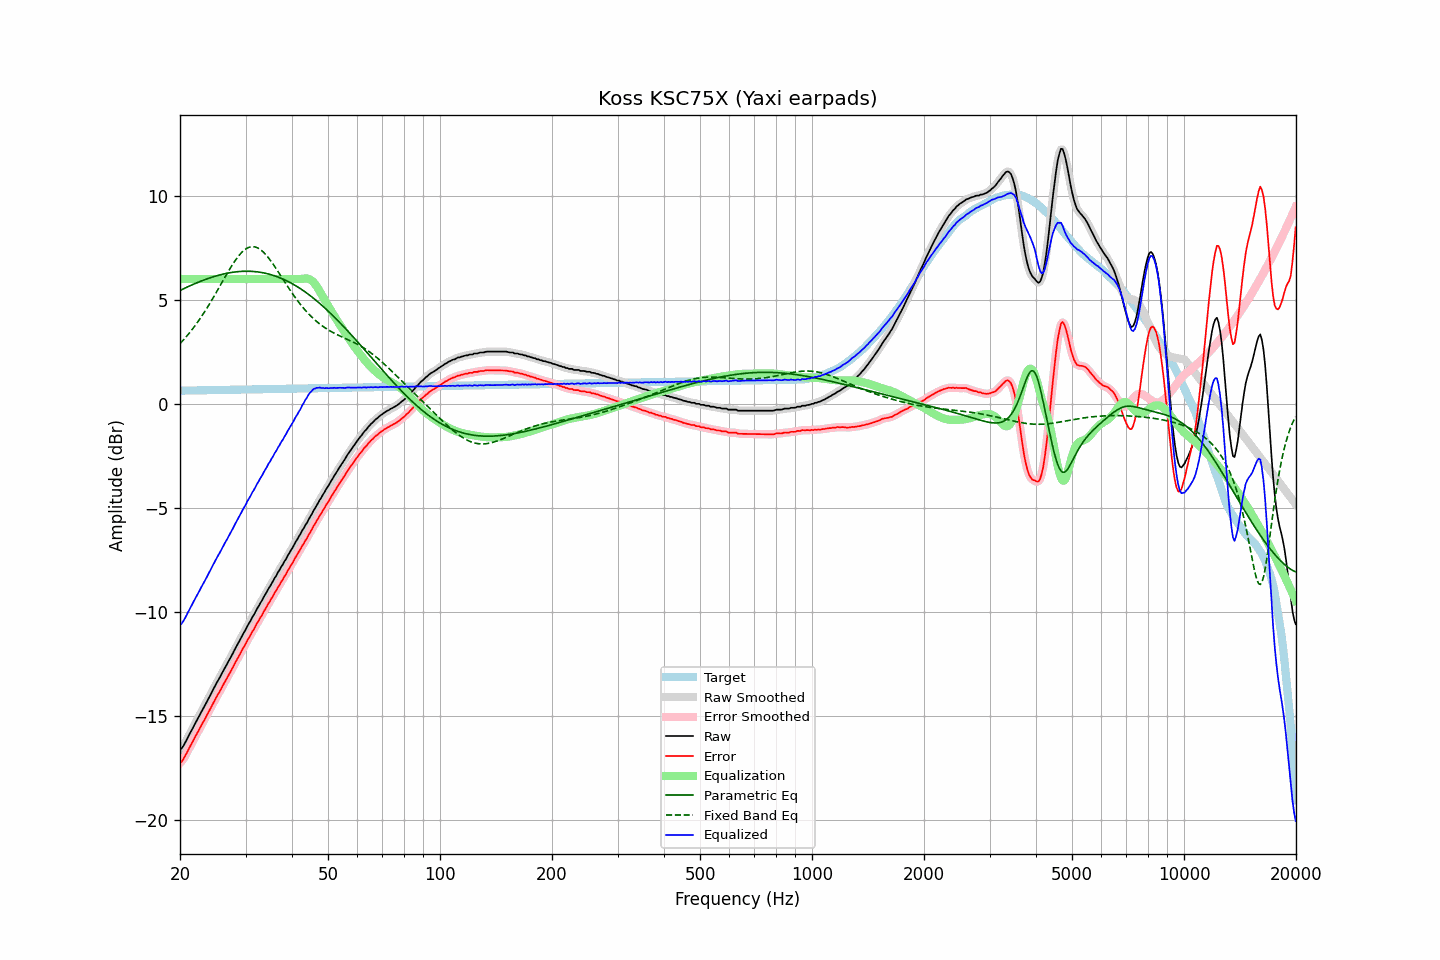 Koss KSC75X (Yaxi earpads)
Amplitude (dBr)
10
5
0
−5
−10
−15
−20
Target
Raw Smoothed
Error Smoothed
Raw
Error
Equalization
Parametric Eq
Fixed Band Eq
Equalized
20
50
100
200
500
1000
2000
5000
10000
20000
Frequency (Hz)